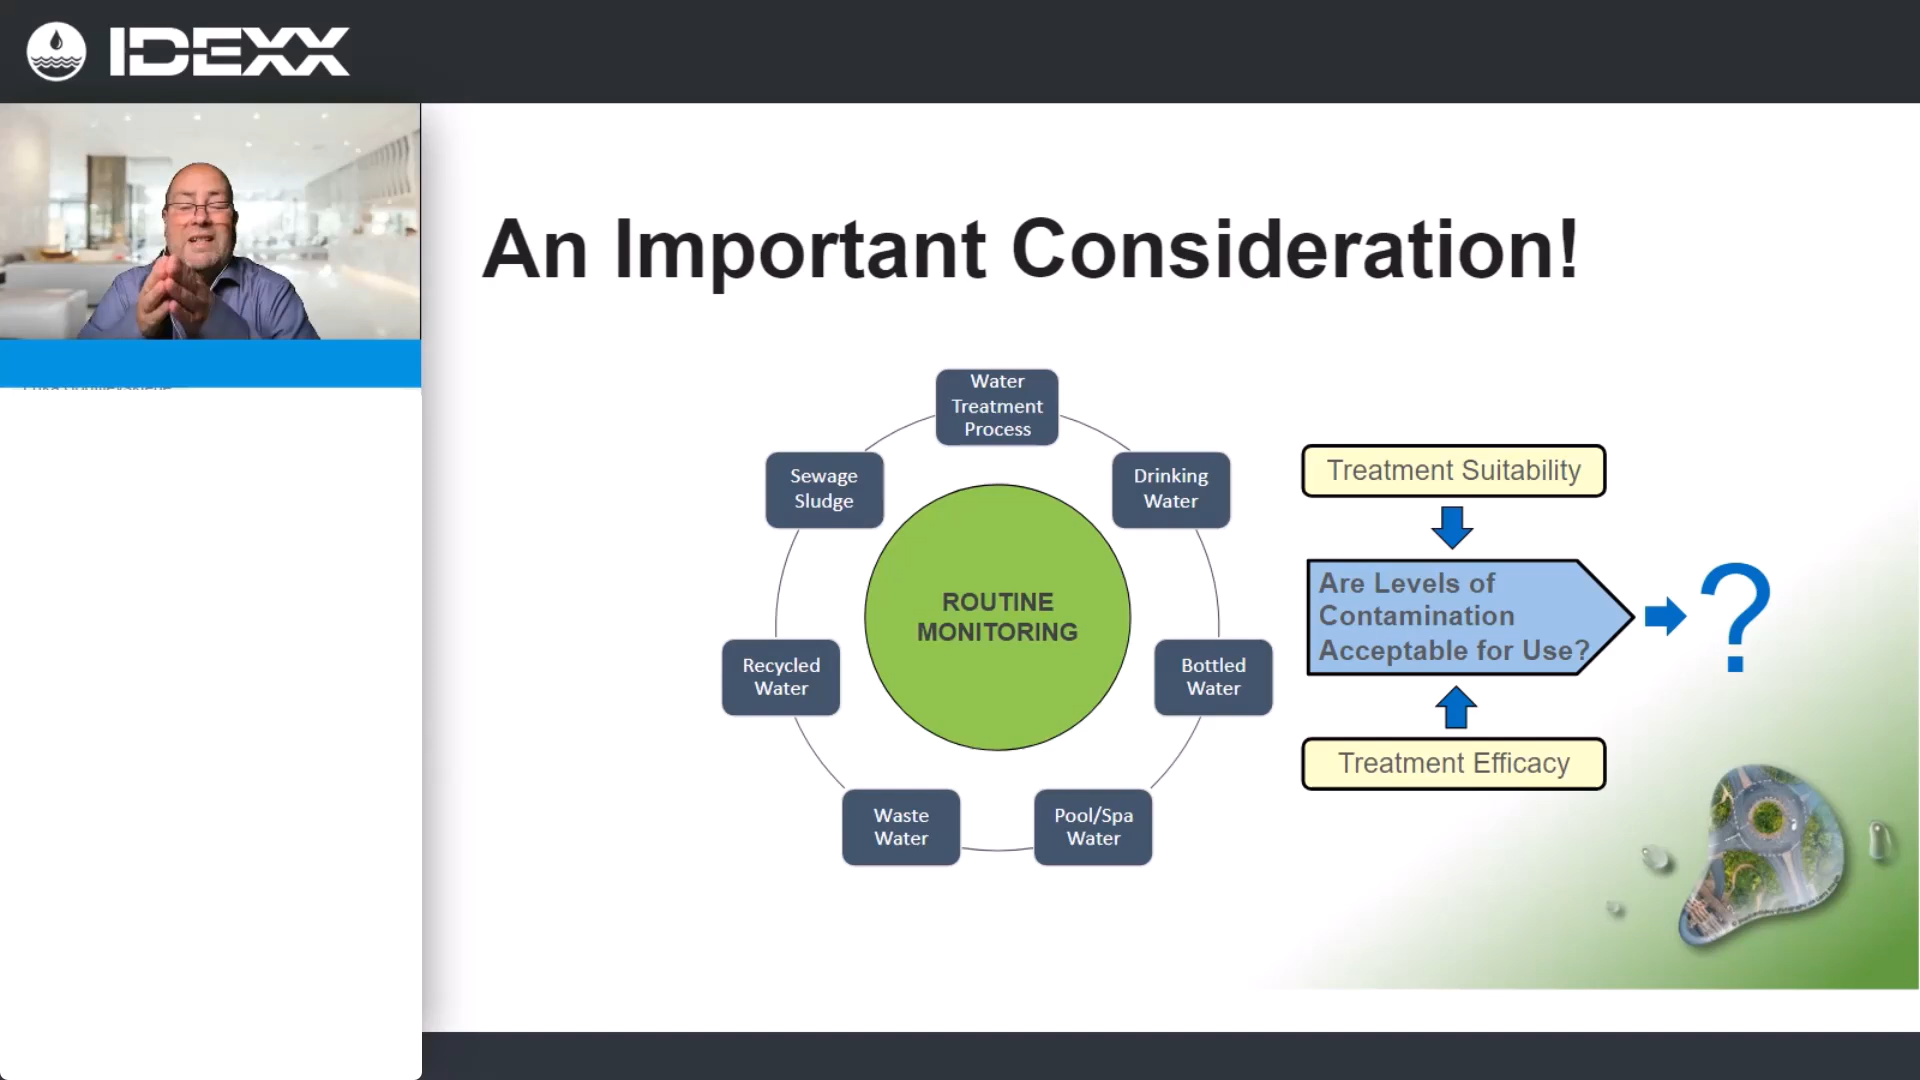 IDEXX
An Important Consideration!
Water
Treatment
Process
Sewage
Sludge
Drinking
Water
ROUTINE
MONITORING
Recycled
Water
Bottled
Water
Waste
Water
Pool/Spa
Water
Treatment Suitability
Are Levels of
Contamination
Acceptable for Use?
?
Treatment Efficacy